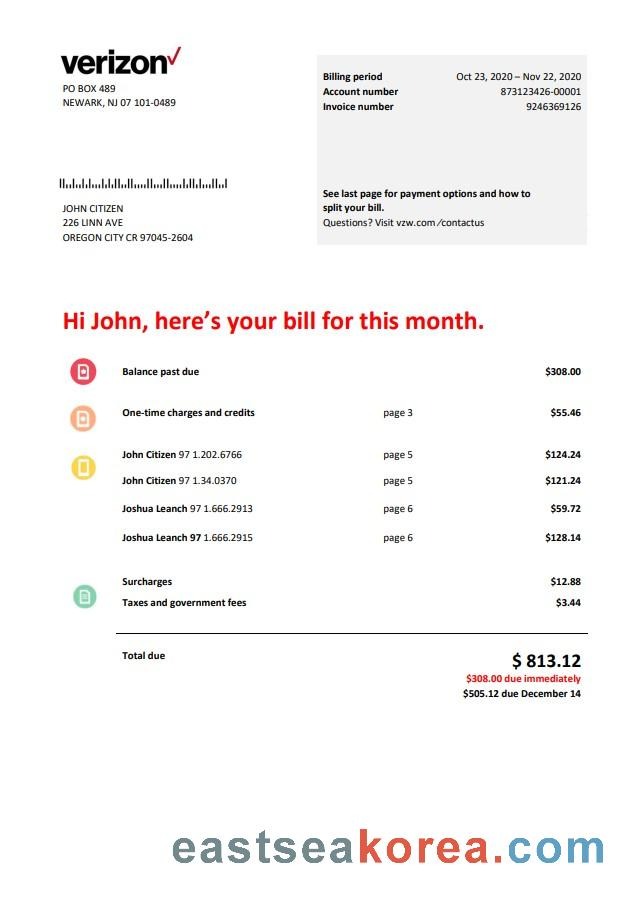 verizon
PO BOX 489
NEWARK, NJ 07 101-0489
Billing period Oct 23, 2020 – Nov 22, 2020
Account number 873123426-00001
Invoice number 9246369126
See last page for payment options and how to
split your bill.
Questions? Visit vzw.com/contactus
JOHN CITIZEN
226 LINN AVE
OREGON CITY CR 97045-2604
Hi John, here’s your bill for this month.
Balance past due $308.00
One-time charges and credits page 3 $55.46
John Citizen 97 1.202.6766 page 5 $124.24
John Citizen 97 1.34.0370 page 5 $121.24
Joshua Leanch 97 1.666.2913 page 6 $59.72
Joshua Leanch 97 1.666.2915 page 6 $128.14
Surcharges $12.88
Taxes and government fees $3.44
Total due $ 813.12
$308.00 due immediately
$505.12 due December 14
eastseakorea.com